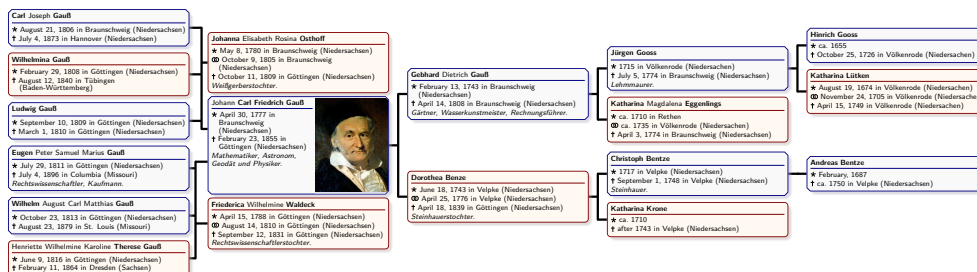 Carl Joseph Gauß
★ August 21, 1806 in Braunschweig (Niedersachsen)
† July 4, 1873 in Hannover (Niedersachsen)
Wilhelmina Gauß
★ February 29, 1808 in Göttingen (Niedersachsen)
† August 12, 1840 in Tübingen
(Baden-Württemberg)
Ludwig Gauß
★ September 10, 1809 in Göttingen (Niedersachsen)
† March 1, 1810 in Göttingen (Niedersachsen)
Eugen Peter Samuel Marius Gauß
★ July 29, 1811 in Göttingen (Niedersachsen)
† July 4, 1896 in Columbia (Missouri)
Rechtswissenschaftler, Kaufmann.
Wilhelm August Carl Matthias Gauß
★ October 23, 1813 in Göttingen (Niedersachsen)
† August 23, 1879 in St. Louis (Missouri)
Henriette Wilhelmine Karoline Therese Gauß
★ June 9, 1816 in Göttingen (Niedersachsen)
† February 11, 1864 in Dresden (Sachsen)
Johanna Elisabeth Rosina Osthoff
★ May 8, 1780 in Braunschweig (Niedersachsen)
⚭ October 9, 1805 in Braunschweig
(Niedersachsen)
† October 11, 1809 in Göttingen (Niedersachsen)
Weißgerberstochter.
Johann Carl Friedrich Gauß
★ April 30, 1777 in
Braunschweig
(Niedersachsen)
† February 23, 1855 in
Göttingen (Niedersachsen)
Mathematiker, Astronom,
Geodät und Physiker.
Friederica Wilhelmine Waldeck
★ April 15, 1788 in Göttingen (Niedersachsen)
⚭ August 14, 1810 in Göttingen (Niedersachsen)
† September 12, 1831 in Göttingen (Niedersachsen)
Rechtswissenschaftlerstochter.
Gebhard Dietrich Gauß
★ February 13, 1743 in Braunschweig
(Niedersachsen)
† April 14, 1808 in Braunschweig (Niedersachsen)
Gärtner, Wasserkunstmeister, Rechnungsführer.
Dorothea Benze
★ June 18, 1743 in Velpke (Niedersachsen)
⚭ April 25, 1776 in Velpke (Niedersachsen)
† April 18, 1839 in Göttingen (Niedersachsen)
Steinhauerstochter.
Jürgen Gooss
★ 1715 in Völkenrode (Niedersachsen)
† July 5, 1774 in Braunschweig (Niedersachsen)
Lehmmaurer.
Katharina Magdalena Eggenlings
★ ca. 1710 in Rethen
⚭ ca. 1735 in Völkenrode (Niedersachsen)
† April 3, 1774 in Braunschweig (Niedersachsen)
Christoph Bentze
★ 1717 in Velpke (Niedersachsen)
† September 1, 1748 in Velpke (Niedersachsen)
Steinhauer.
Katharina Krone
★ ca. 1710
† after 1743 in Velpke (Niedersachsen)
Hinrich Gooss
★ ca. 1655
† October 25, 1726 in Völkenrode (Niedersachsen)
Katharina Lütken
★ August 19, 1674 in Völkenrode (Niedersachsen)
⚭ November 24, 1705 in Völkenrode (Niedersachse
† April 15, 1749 in Völkenrode (Niedersachsen)
Andreas Bentze
★ February, 1687
† ca. 1750 in Velpke (Niedersachsen)